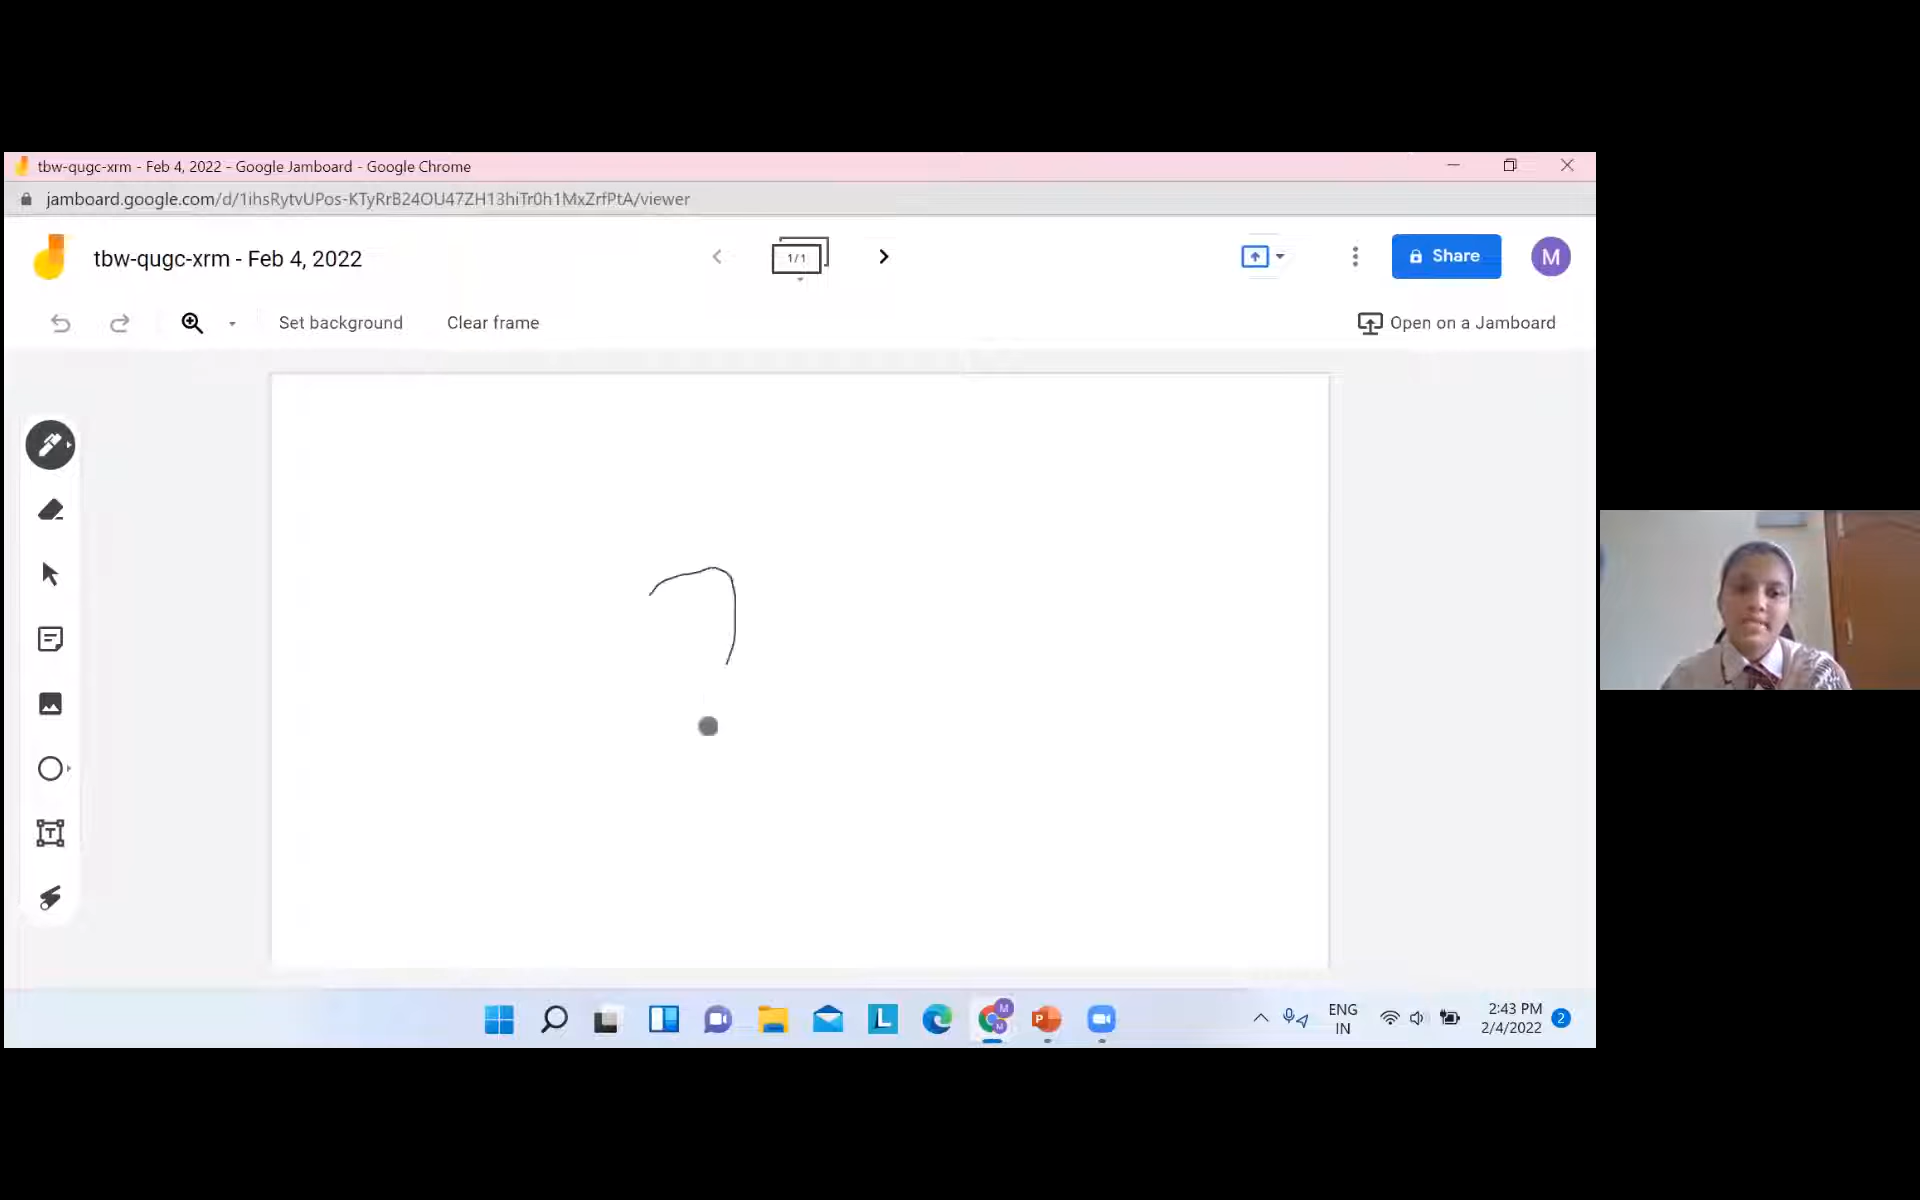 tbw-qugc-xrm - Feb 4, 2022 - Google Jamboard - Google Chrome
jamboard.google.com/d/1ihsRytvUPos-KTyRrB24OU47ZH13hiTr0h1MxZrfPtA/viewer
tbw-qugc-xrm - Feb 4, 2022
1/1
Share
M
Set background
Clear frame
Open on a Jamboard
T
L
M
M
P
ENG
IN
2:43 PM
2/4/2022
2